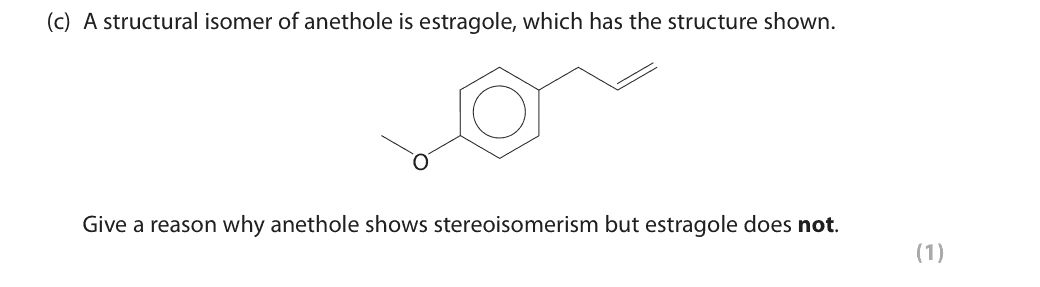 (c) A structural isomer of anethole is estragole, which has the structure shown.
O
Give a reason why anethole shows stereoisomerism but estragole does not.
(1)